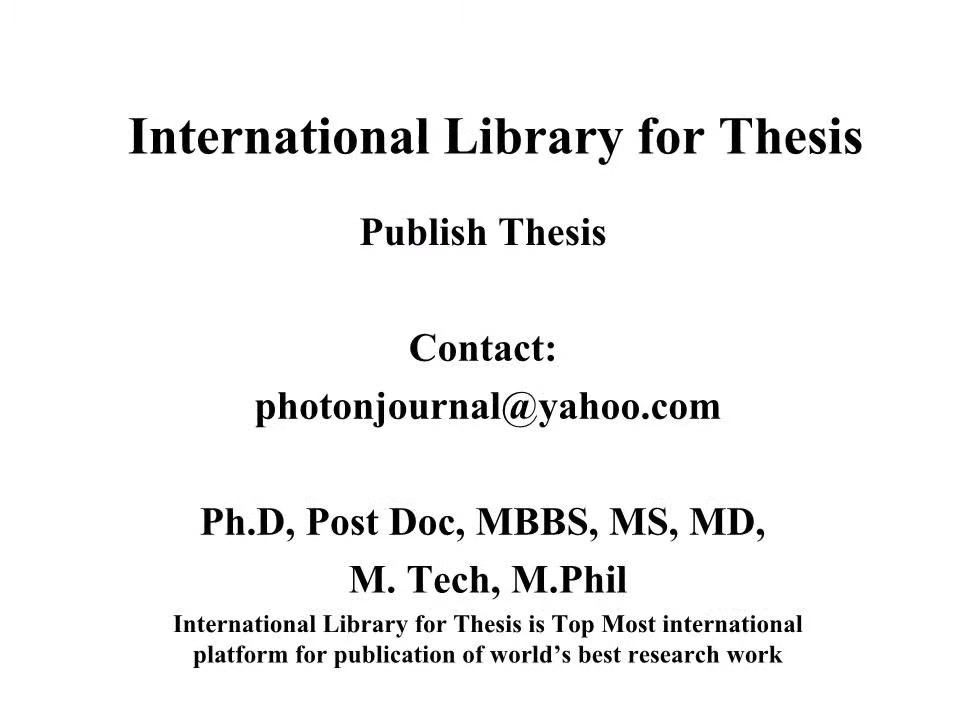 International Library for Thesis
Publish Thesis
Contact:
photonjournal@yahoo.com
Ph.D, Post Doc, MBBS, MS, MD,
M. Tech, M.Phil
International Library for Thesis is Top Most international
platform for publication of world’s best research work